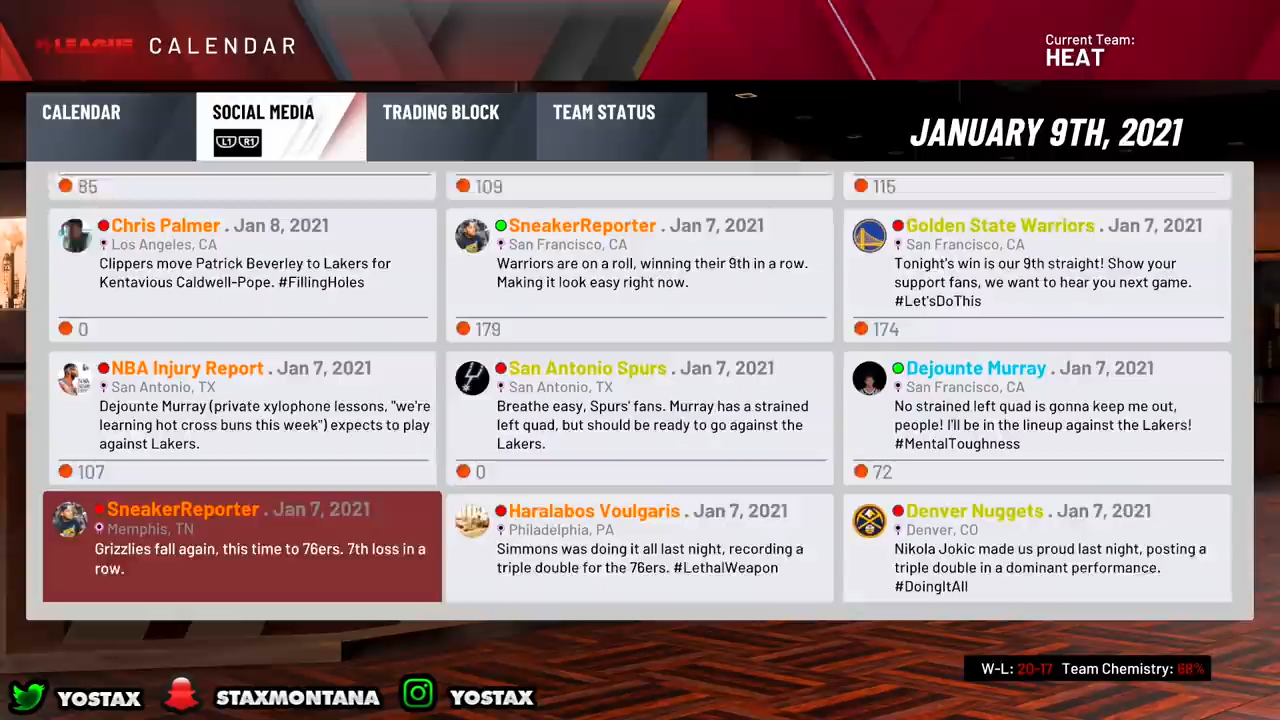 LEAGUE CALENDAR
Current Team:
HEAT
CALENDAR
SOCIAL MEDIA
L1 R1
TRADING BLOCK
TEAM STATUS
JANUARY 9TH, 2021
85
109
115
Chris Palmer . Jan 8, 2021
Los Angeles, CA
Clippers move Patrick Beverley to Lakers for
Kentavious Caldwell-Pope. #FillingHoles
0
SneakerReporter . Jan 7, 2021
San Francisco, CA
Warriors are on a roll, winning their 9th in a row.
Making it look easy right now.
179
Golden State Warriors . Jan 7, 2021
San Francisco, CA
Tonight's win is our 9th straight! Show your
support fans, we want to hear you next game.
#Let'sDoThis
174
NBA Injury Report . Jan 7, 2021
San Antonio, TX
Dejounte Murray (private xylophone lessons, "we're
learning hot cross buns this week") expects to play
against Lakers.
107
San Antonio Spurs . Jan 7, 2021
San Antonio, TX
Breathe easy, Spurs' fans. Murray has a strained
left quad, but should be ready to go against the
Lakers.
0
Dejounte Murray . Jan 7, 2021
San Francisco, CA
No strained left quad is gonna keep me out,
people! I'll be in the lineup against the Lakers!
#MentalToughness
72
SneakerReporter . Jan 7, 2021
Memphis, TN
Grizzlies fall again, this time to 76ers. 7th loss in a
row.
Haralabos Voulgaris . Jan 7, 2021
Philadelphia, PA
Simmons was doing it all last night, recording a
triple double for the 76ers. #LethalWeapon
Denver Nuggets . Jan 7, 2021
Denver, CO
Nikola Jokic made us proud last night, posting a
triple double in a dominant performance.
#DoingItAll
W-L: 20-17 Team Chemistry: 68%
YOSTAX
STAXMONTANA
YOSTAX